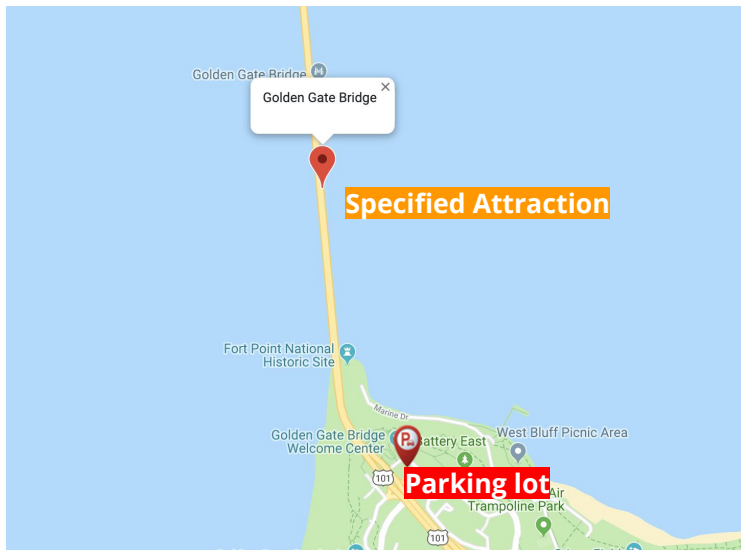 Golden Gate Bridge
Golden Gate Bridge
Specified Attraction
Fort Point National
Historic Site
Marine Dr
Golden Gate Bridge
Welcome Center
P
Battery East
West Bluff Picnic Area
101
Parking lot
Air
Trampoline Park
101